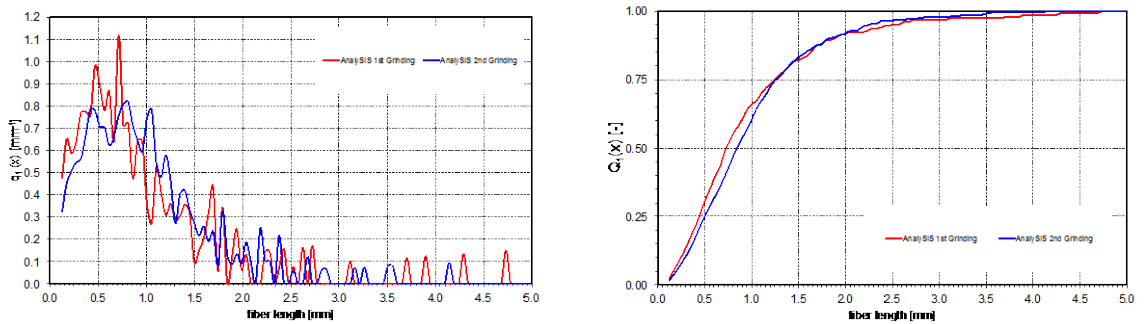 1.2
1.1
1.0
0.9
0.8
0.7
0.6
0.5
0.4
0.3
0.2
0.1
0.0
q₁(x) [mm⁻¹]
AnalySIS 1st Grinding
AnalySIS 2nd Grinding
0.0 0.5 1.0 1.5 2.0 2.5 3.0 3.5 4.0 4.5 5.0
fiber length [mm]
1.00
0.75
0.50
0.25
0.00
Q₁(x) [-]
AnalySIS 1st Grinding
AnalySIS 2nd Grinding
0.0 0.5 1.0 1.5 2.0 2.5 3.0 3.5 4.0 4.5 5.0
fiber length [mm]